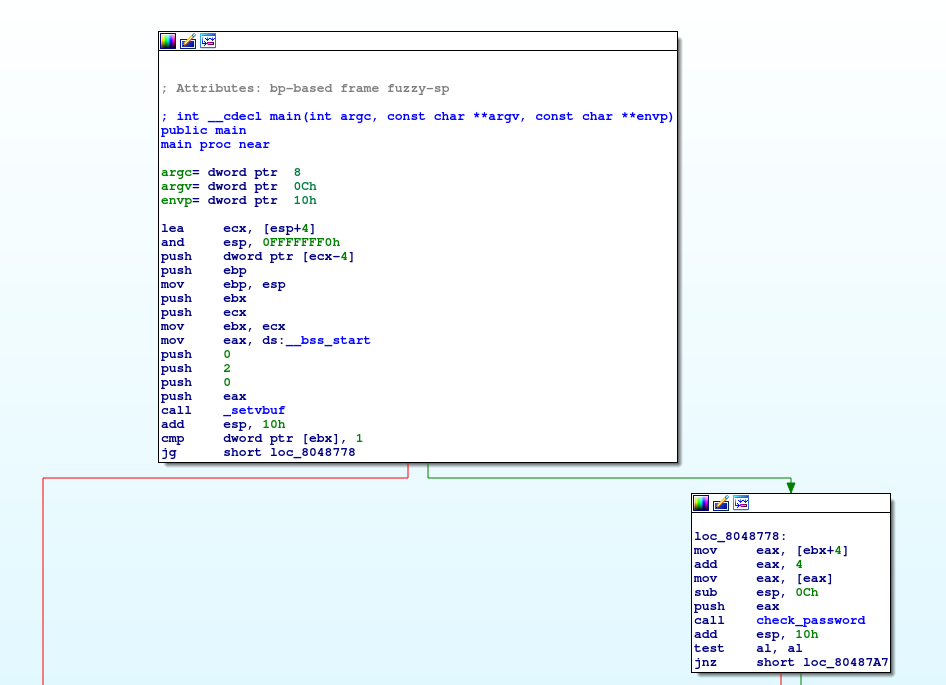 ; Attributes: bp-based frame fuzzy-sp
; int __cdecl main(int argc, const char **argv, const char **envp)
public main
main proc near
argc= dword ptr  8
argv= dword ptr  0Ch
envp= dword ptr  10h
lea     ecx, [esp+4]
and     esp, 0FFFFFFF0h
push    dword ptr [ecx-4]
push    ebp
mov     ebp, esp
push    ebx
push    ecx
mov     ebx, ecx
mov     eax, ds:__bss_start
push    0
push    2
push    0
push    eax
call    _setvbuf
add     esp, 10h
cmp     dword ptr [ebx], 1
jg      short loc_8048778
loc_8048778:
mov     eax, [ebx+4]
add     eax, 4
mov     eax, [eax]
sub     esp, 0Ch
push    eax
call    check_password
add     esp, 10h
test    al, al
jnz     short loc_80487A7